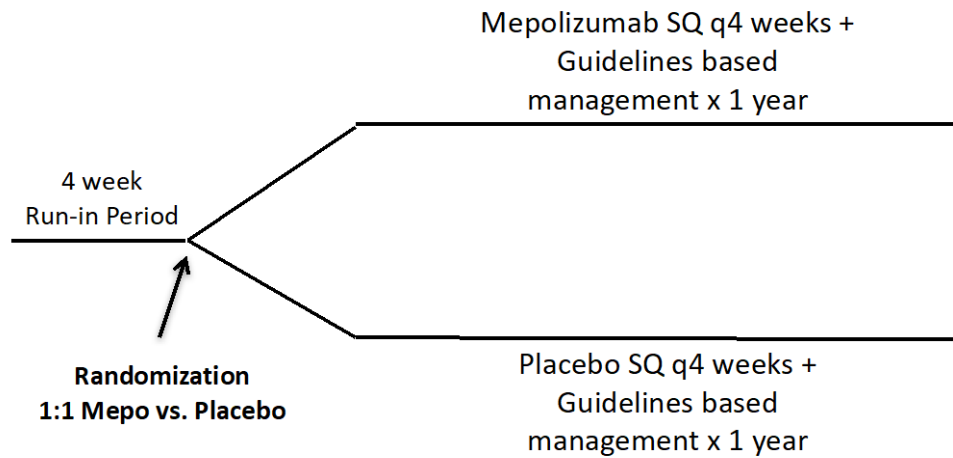 Mepolizumab SQ q4 weeks +
Guidelines based
management x 1 year
4 week
Run-in Period
Randomization
1:1 Mepo vs. Placebo
Placebo SQ q4 weeks +
Guidelines based
management x 1 year